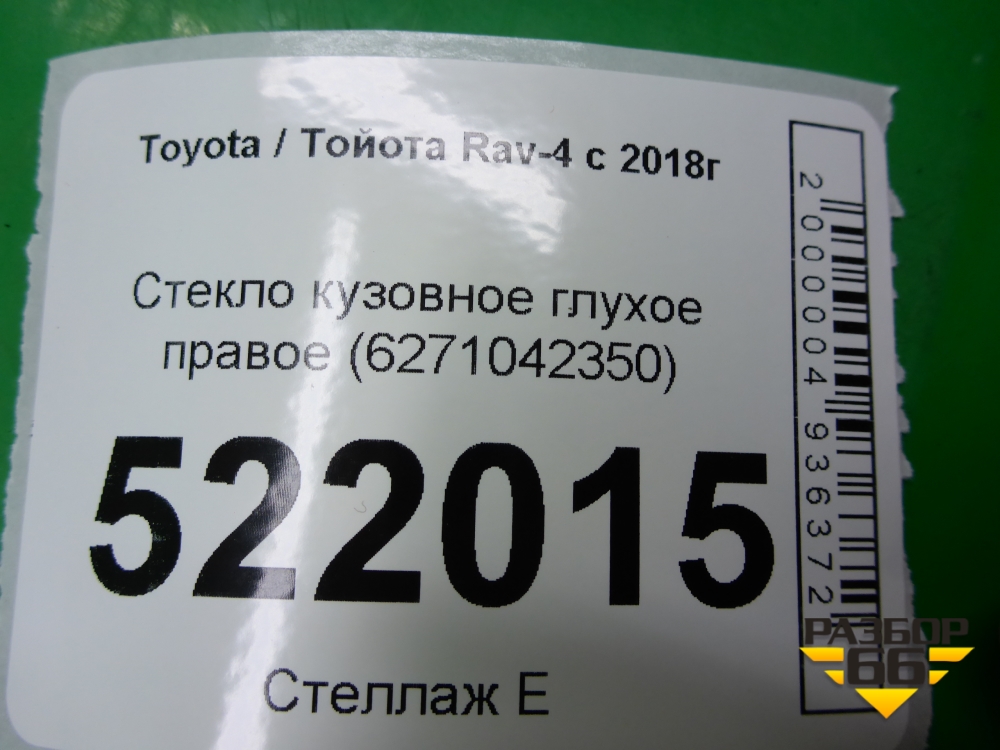 Toyota / Тойота Rav-4 с 2018г
Стекло кузовное глухое
правое (6271042350)
522015
Стеллаж Е
2000004936372
РАЗБОР
66